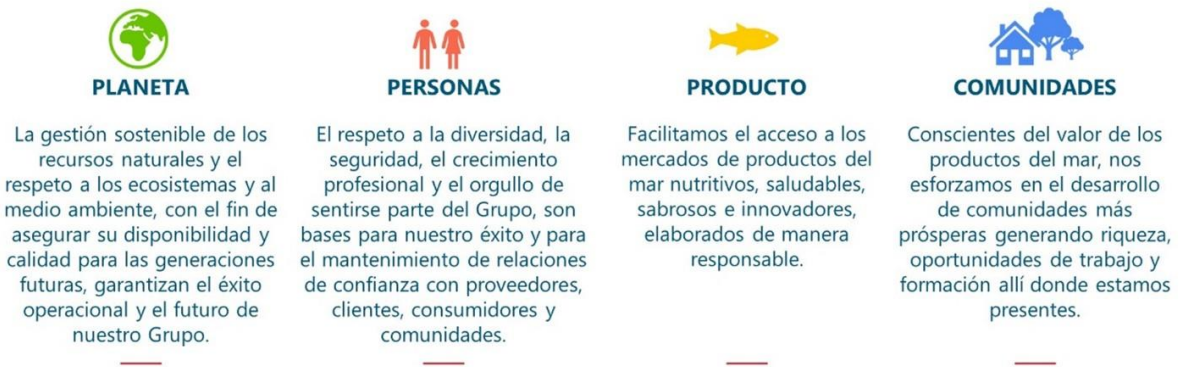 PLANETA
La gestión sostenible de los
recursos naturales y el
respeto a los ecosistemas y al
medio ambiente, con el fin de
asegurar su disponibilidad y
calidad para las generaciones
futuras, garantizan el éxito
operacional y el futuro de
nuestro Grupo.
PERSONAS
El respeto a la diversidad, la
seguridad, el crecimiento
profesional y el orgullo de
sentirse parte del Grupo, son
bases para nuestro éxito y para
el mantenimiento de relaciones
de confianza con proveedores,
clientes, consumidores y
comunidades.
PRODUCTO
Facilitamos el acceso a los
mercados de productos del
mar nutritivos, saludables,
sabrosos e innovadores,
elaborados de manera
responsable.
COMUNIDADES
Conscientes del valor de los
productos del mar, nos
esforzamos en el desarrollo
de comunidades más
prósperas generando riqueza,
oportunidades de trabajo y
formación allí donde estamos
presentes.